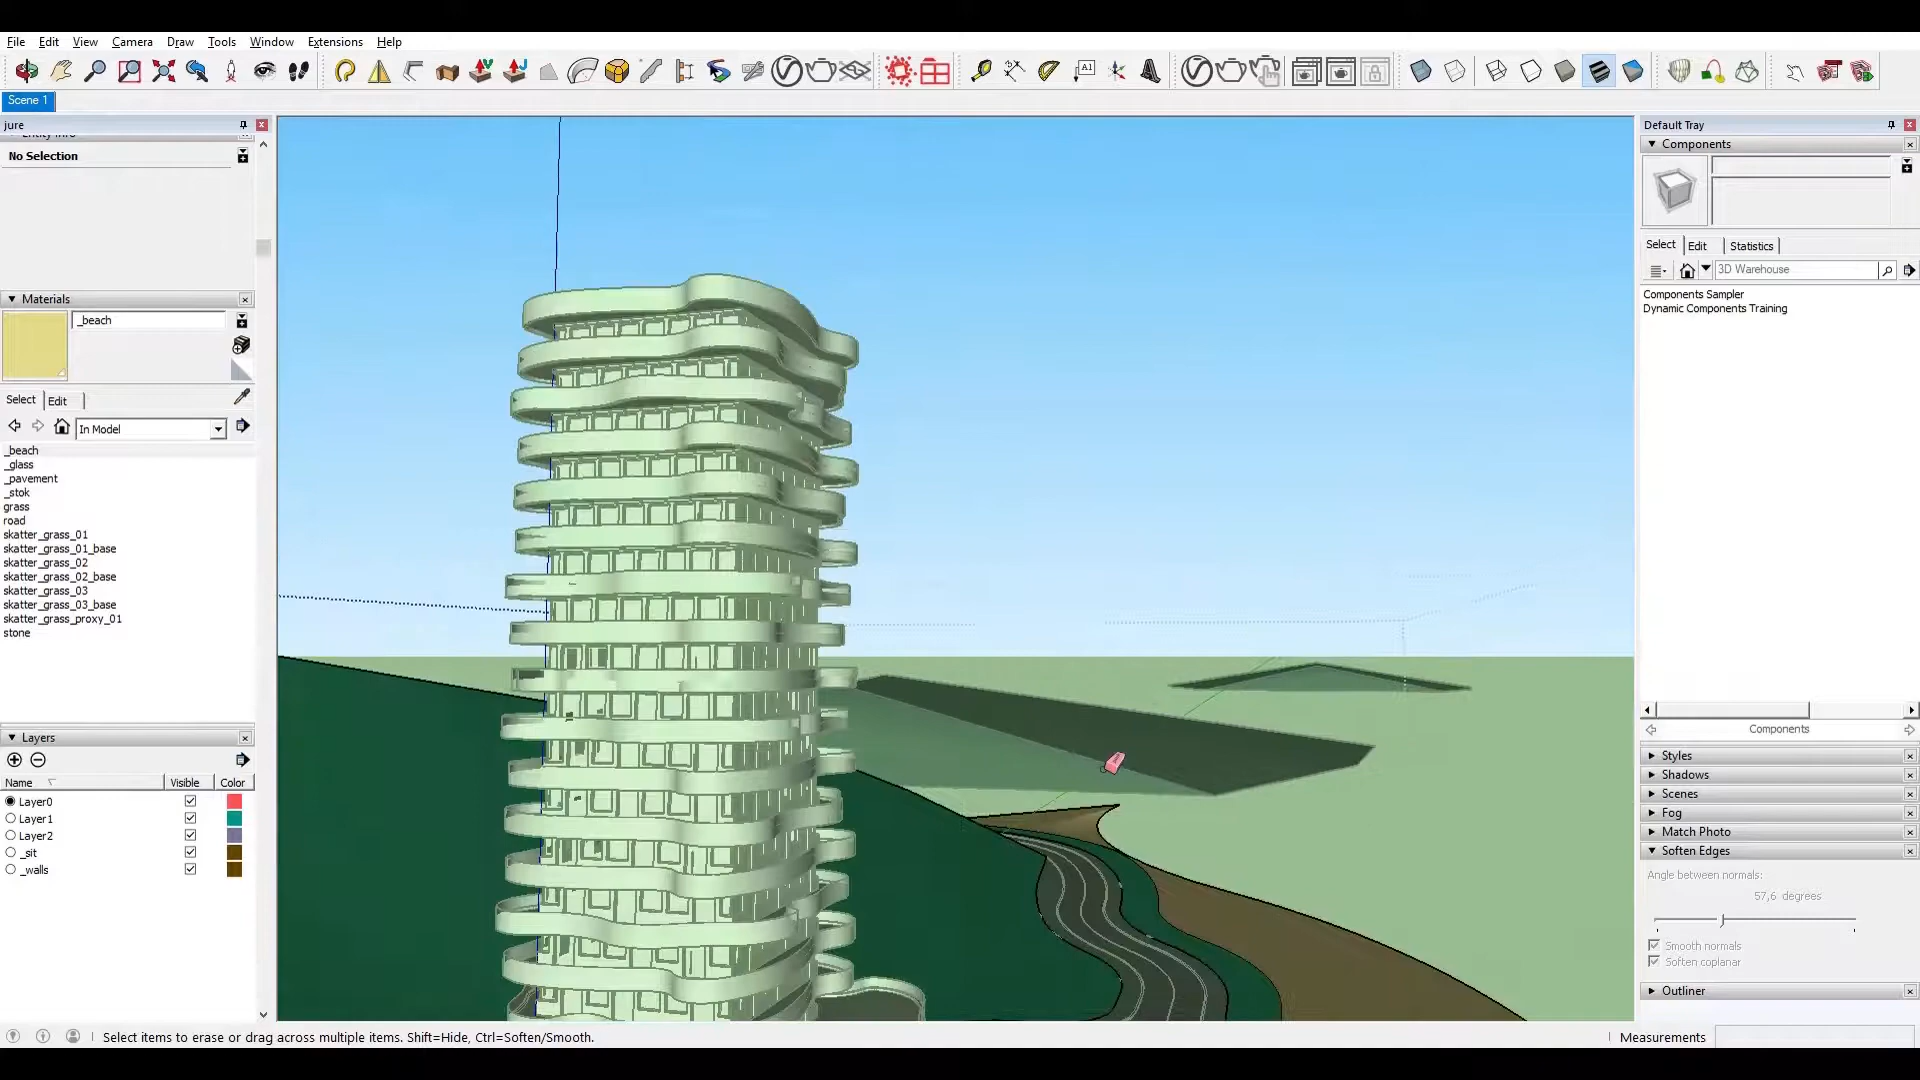 File Edit View Camera Draw Tools Window Extensions Help
A1
Scene 1
jure
Entity Info
No Selection
Materials
_beach
Select Edit
In Model
_beach
_glass
_pavement
_stok
grass
road
skatter_grass_01
skatter_grass_01_base
skatter_grass_02
skatter_grass_02_base
skatter_grass_03
skatter_grass_03_base
skatter_grass_proxy_01
stone
Layers
Name Visible Color
Layer0
Layer1
Layer2
_sit
_walls
Default Tray
Components
Select Edit Statistics
3D Warehouse
Components Sampler
Dynamic Components Training
Components
Styles
Shadows
Scenes
Fog
Match Photo
Soften Edges
Angle between normals:
57,6 degrees
Smooth normals
Soften coplanar
Outliner
Select items to erase or drag across multiple items. Shift=Hide, Ctrl=Soften/Smooth.
Measurements